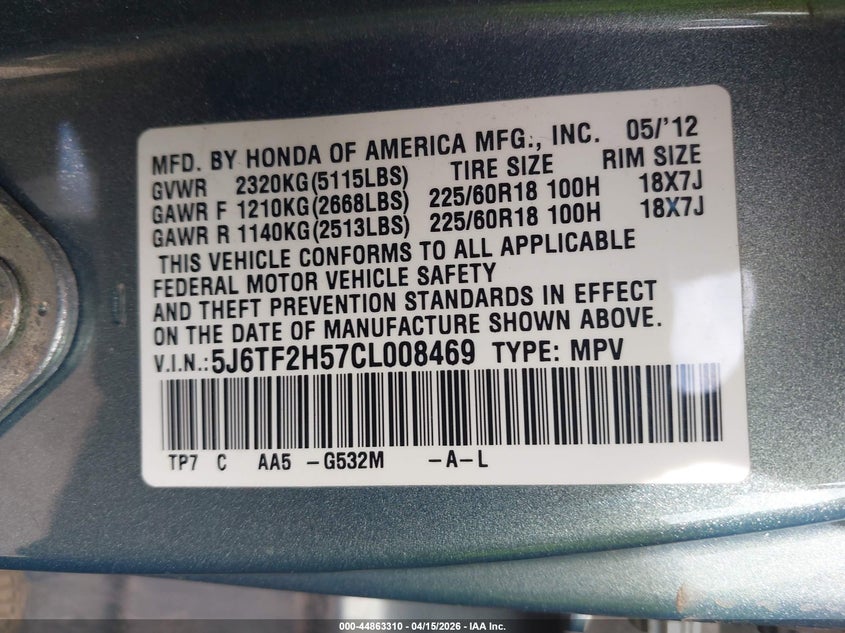 MFD. BY HONDA OF AMERICA MFG., INC. 05/'12
GVWR 2320KG(5115LBS) TIRE SIZE RIM SIZE
GAWR F 1210KG(2668LBS) 225/60R18 100H 18X7J
GAWR R 1140KG(2513LBS) 225/60R18 100H 18X7J
THIS VEHICLE CONFORMS TO ALL APPLICABLE
FEDERAL MOTOR VEHICLE SAFETY
AND THEFT PREVENTION STANDARDS IN EFFECT
ON THE DATE OF MANUFACTURE SHOWN ABOVE.
V.I.N.: 5J6TF2H57CL008469 TYPE: MPV
TP7 C AA5 -G532M -A-L
000-44863310 - 04/15/2026 - IAA Inc.